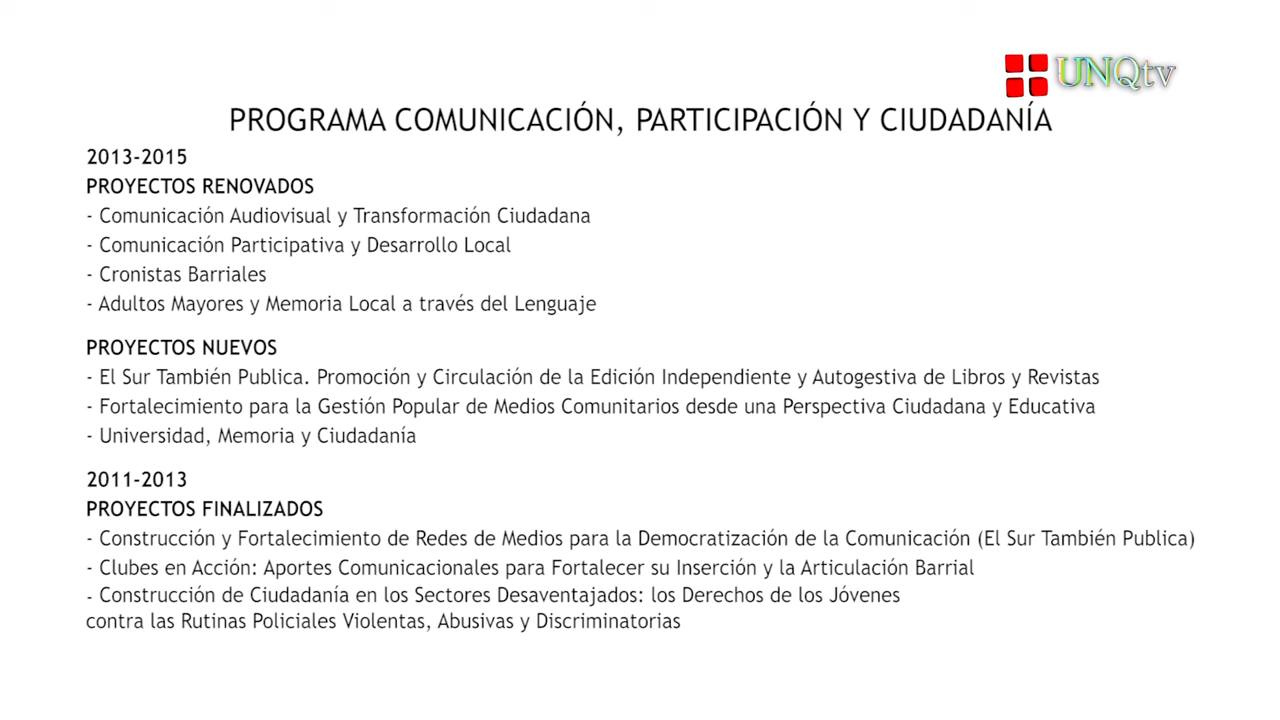 UNQtv
PROGRAMA COMUNICACIÓN, PARTICIPACIÓN Y CIUDADANÍA
2013-2015
PROYECTOS RENOVADOS
- Comunicación Audiovisual y Transformación Ciudadana
- Comunicación Participativa y Desarrollo Local
- Cronistas Barriales
- Adultos Mayores y Memoria Local a través del Lenguaje
PROYECTOS NUEVOS
- El Sur También Publica. Promoción y Circulación de la Edición Independiente y Autogestiva de Libros y Revistas
- Fortalecimiento para la Gestión Popular de Medios Comunitarios desde una Perspectiva Ciudadana y Educativa
- Universidad, Memoria y Ciudadanía
2011-2013
PROYECTOS FINALIZADOS
- Construcción y Fortalecimiento de Redes de Medios para la Democratización de la Comunicación (El Sur También Publica)
- Clubes en Acción: Aportes Comunicacionales para Fortalecer su Inserción y la Articulación Barrial
- Construcción de Ciudadanía en los Sectores Desaventajados: los Derechos de los Jóvenes
contra las Rutinas Policiales Violentas, Abusivas y Discriminatorias